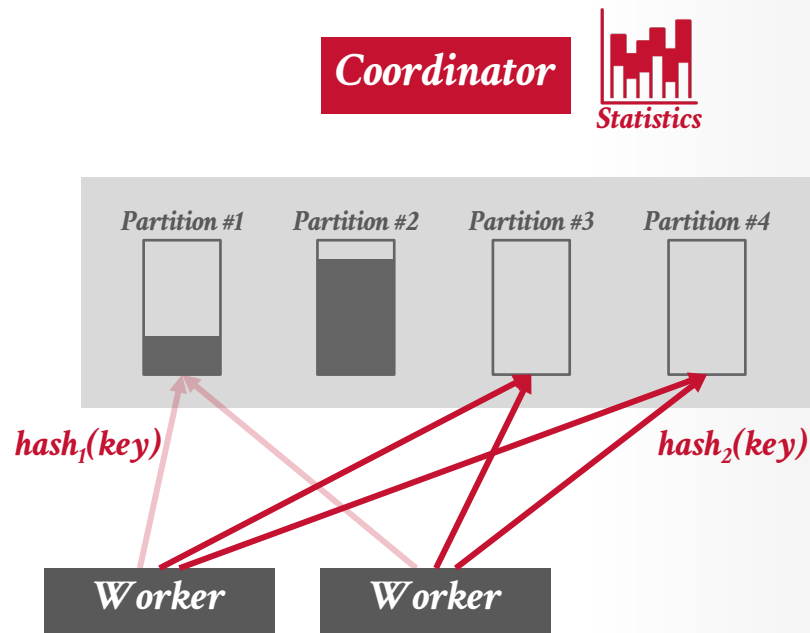 Coordinator
Statistics
Partition #1
Partition #2
Partition #3
Partition #4
hash₁(key)
hash₂(key)
Worker
Worker